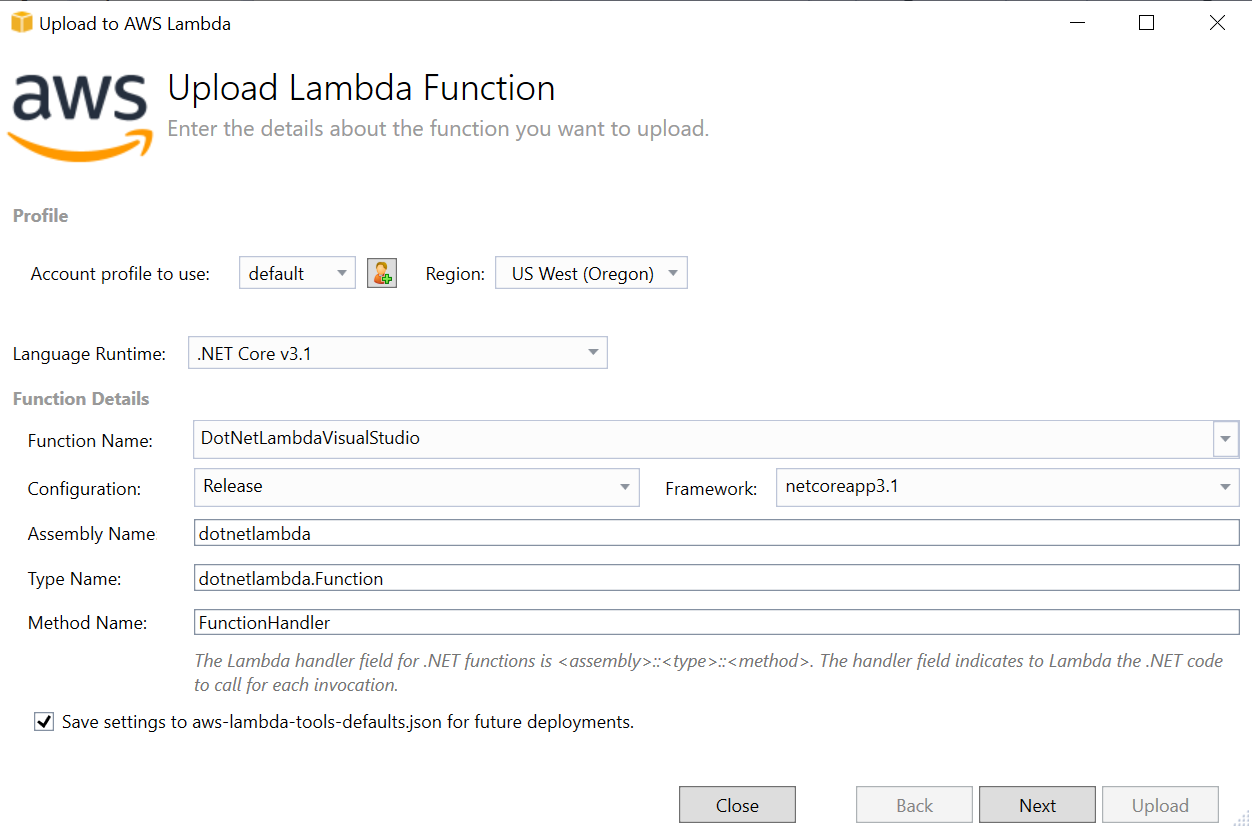 Upload to AWS Lambda
aws
Upload Lambda Function
Enter the details about the function you want to upload.
Profile
Account profile to use: default Region: US West (Oregon)
Language Runtime: .NET Core v3.1
Function Details
Function Name: DotNetLambdaVisualStudio
Configuration: Release Framework: netcoreapp3.1
Assembly Name dotnetlambda
Type Name: dotnetlambda.Function
Method Name: FunctionHandler
The Lambda handler field for .NET functions is <assembly>::<type>::<method>. The handler field indicates to Lambda the .NET code
to call for each invocation.
Save settings to aws-lambda-tools-defaults.json for future deployments.
Close Back Next Upload